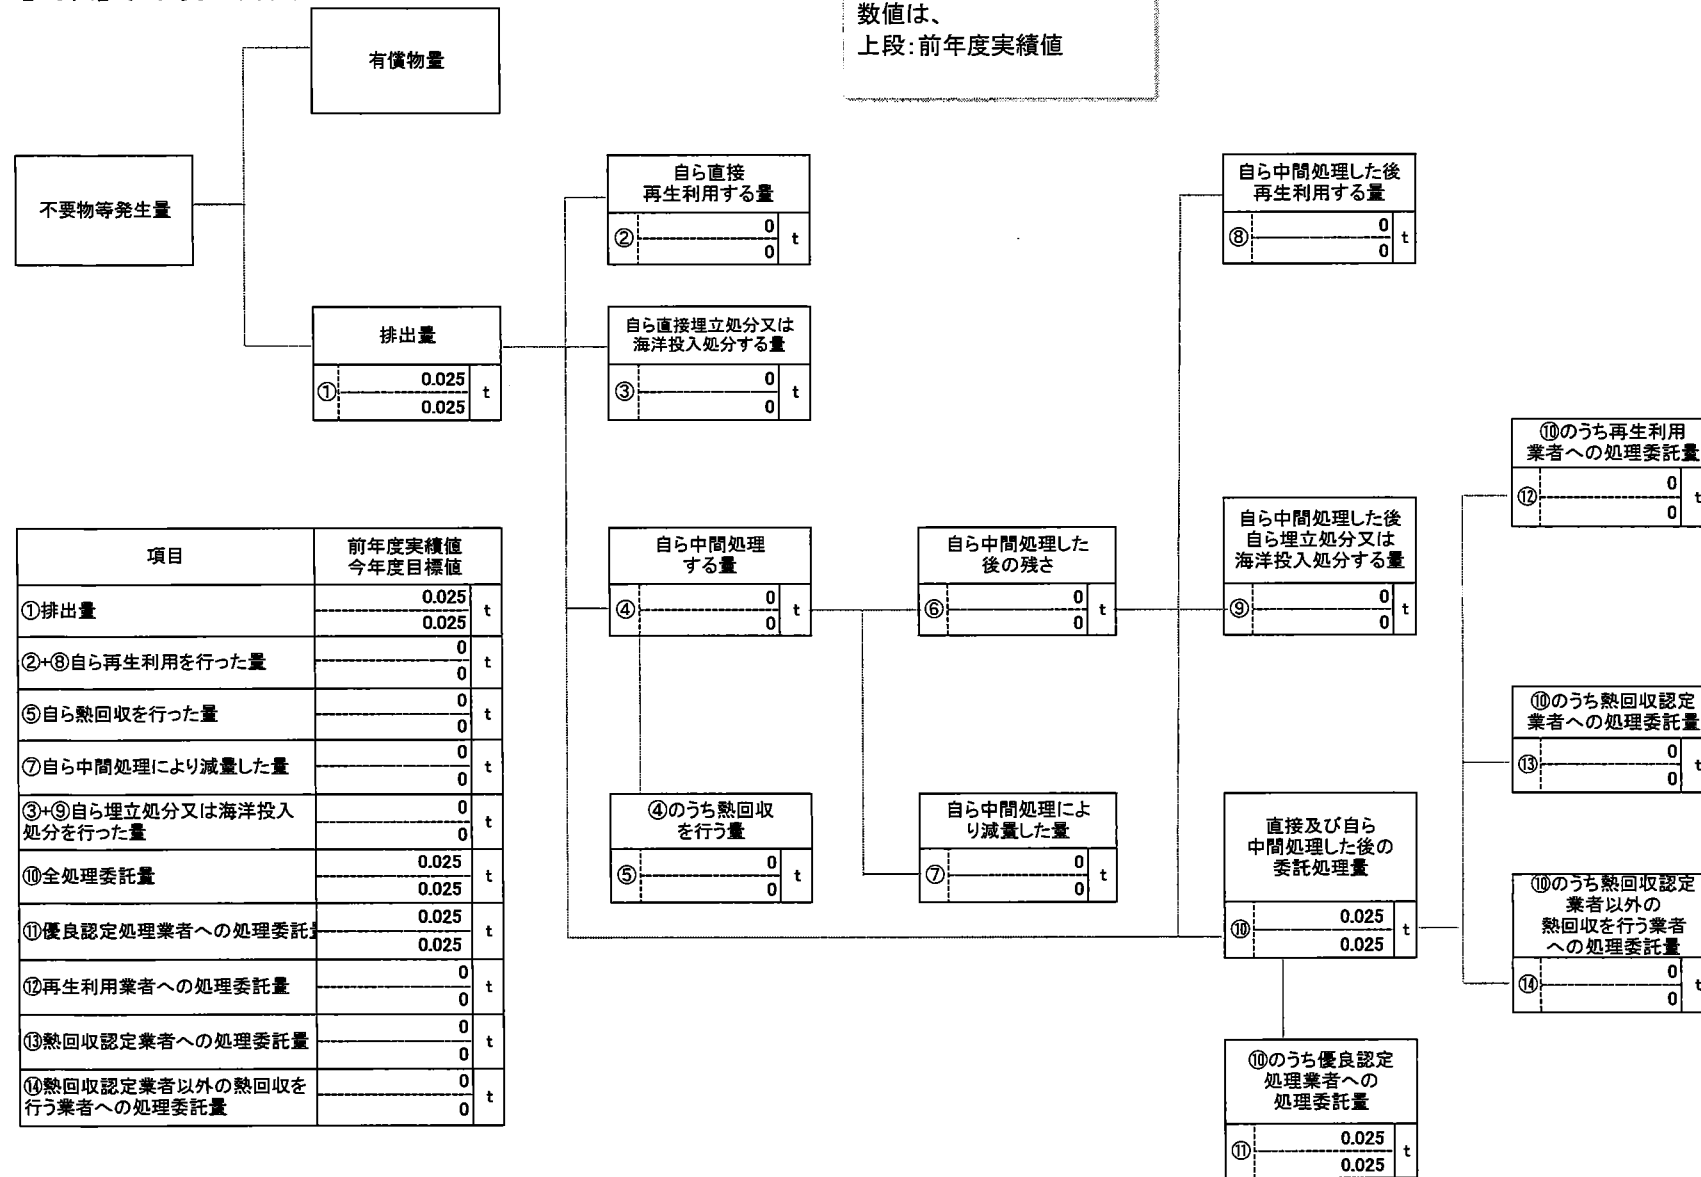 数値は、
上段:前年度実績値
有償物量
不要物等発生量
排出量
① 0.025 t
0.025
自ら直接
再生利用する量
② 0 t
0
自ら直接埋立処分又は
海洋投入処分する量
③ 0 t
0
自ら中間処理
する量
④ 0 t
0
④のうち熱回収
を行う量
⑤ 0 t
0
自ら中間処理した
後の残さ
⑥ 0 t
0
自ら中間処理によ
り減量した量
⑦ 0 t
0
自ら中間処理した後
再生利用する量
⑧ 0 t
0
自ら中間処理した後
自ら埋立処分又は
海洋投入処分する量
⑨ 0 t
0
直接及び自ら
中間処理した後の
委託処理量
⑩ 0.025 t
0.025
⑩のうち優良認定
処理業者への
処理委託量
⑪ 0.025 t
0.025
⑩のうち再生利用
業者への処理委託量
⑫ 0 t
0
⑩のうち熱回収認定
業者への処理委託量
⑬ 0 t
0
⑩のうち熱回収認定
業者以外の
熱回収を行う業者
への処理委託量
⑭ 0 t
0
項目 前年度実績値
今年度目標値
①排出量 0.025 t
0.025
②+⑧自ら再生利用を行った量 0 t
0
⑤自ら熱回収を行った量 0 t
0
⑦自ら中間処理により減量した量 0 t
0
③+⑨自ら埋立処分又は海洋投入
処分を行った量 0 t
0
⑩全処理委託量 0.025 t
0.025
⑪優良認定処理業者への処理委託 0.025 t
0.025
⑫再生利用業者への処理委託量 0 t
0
⑬熱回収認定業者への処理委託量 0 t
0
⑭熱回収認定業者以外の熱回収を
行う業者への処理委託量 0 t
0